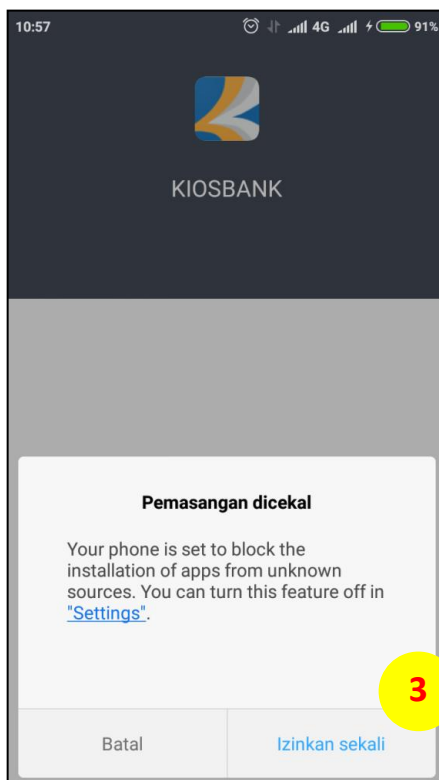 10:57 4G 91%
KIOSBANK
Pemasangan dicekal
Your phone is set to block the
installation of apps from unknown
sources. You can turn this feature off in
"Settings".
3
Batal Izinkan sekali